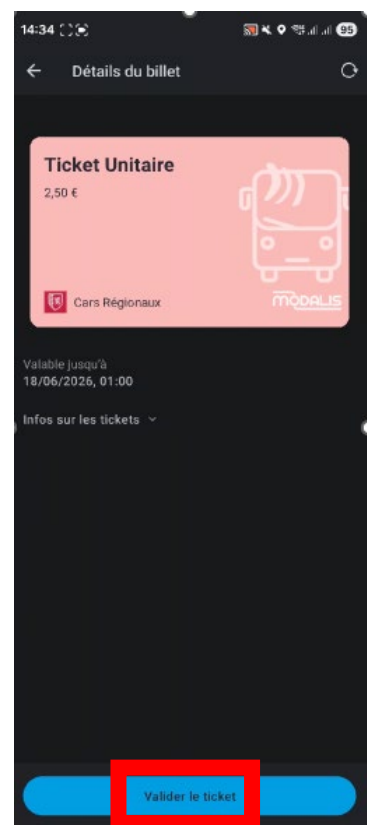 14:34 95
Détails du billet
Ticket Unitaire
2,50 €
Cars Régionaux
MODALIS
Valable jusqu'à
18/06/2026, 01:00
Infos sur les tickets
Valider le ticket